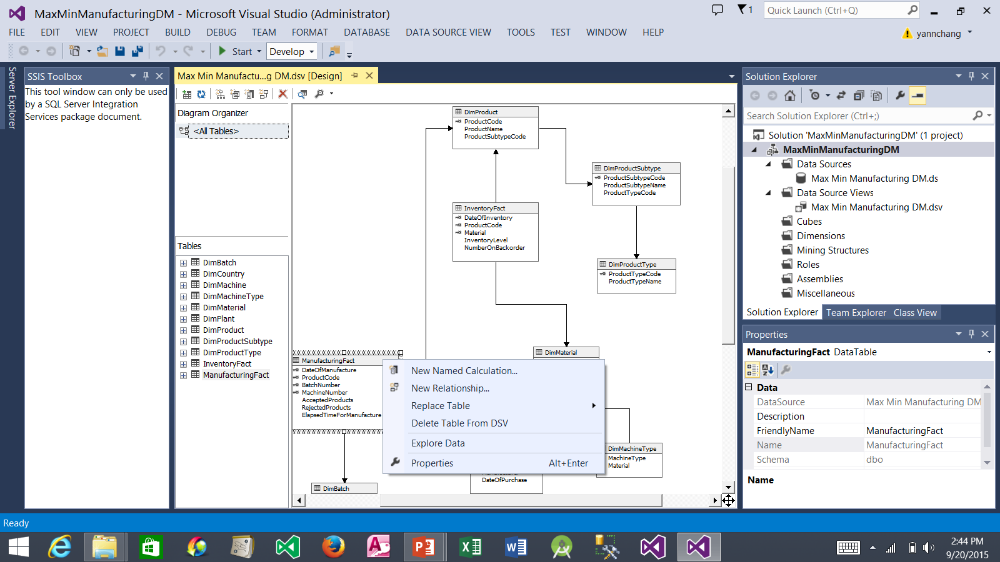 MaxMinManufacturingDM - Microsoft Visual Studio (Administrator)
1
Quick Launch (Ctrl+Q)
FILE EDIT VIEW PROJECT BUILD DEBUG TEAM FORMAT DATABASE DATA SOURCE VIEW TOOLS TEST WINDOW HELP
yannchang
Start
Develop
Server Explorer
SSIS Toolbox
This tool window can only be used
by a SQL Server Integration
Services package document.
Max Min Manufactu...g DM.dsv [Design]
Diagram Organizer
<All Tables>
Tables
DimBatch
DimCountry
DimMachine
DimMachineType
DimMaterial
DimPlant
DimProduct
DimProductSubtype
DimProductType
InventoryFact
ManufacturingFact
DimProduct
ProductCode
ProductName
ProductSubtypeCode
DimProductSubtype
ProductSubtypeCode
ProductSubtypeName
ProductTypeCode
InventoryFact
DateOfInventory
ProductCode
Material
InventoryLevel
NumberOnBackorder
DimProductType
ProductTypeCode
ProductTypeName
DimMaterial
ManufacturingFact
DateOfManufacture
ProductCode
BatchNumber
MachineNumber
AcceptedProducts
RejectedProducts
ElapsedTimeForManufacture
New Named Calculation...
New Relationship...
Replace Table
Delete Table From DSV
Explore Data
Properties Alt+Enter
DimMachineType
MachineType
Material
DateOfPurchase
DimBatch
Solution Explorer
Search Solution Explorer (Ctrl+;)
Solution 'MaxMinManufacturingDM' (1 project)
MaxMinManufacturingDM
Data Sources
Max Min Manufacturing DM.ds
Data Source Views
Max Min Manufacturing DM.dsv
Cubes
Dimensions
Mining Structures
Roles
Assemblies
Miscellaneous
Solution Explorer Team Explorer Class View
Properties
ManufacturingFact DataTable
Data
DataSource Max Min Manufacturing DM
Description
FriendlyName ManufacturingFact
Name ManufacturingFact
Schema dbo
Name
Ready
2:44 PM
9/20/2015